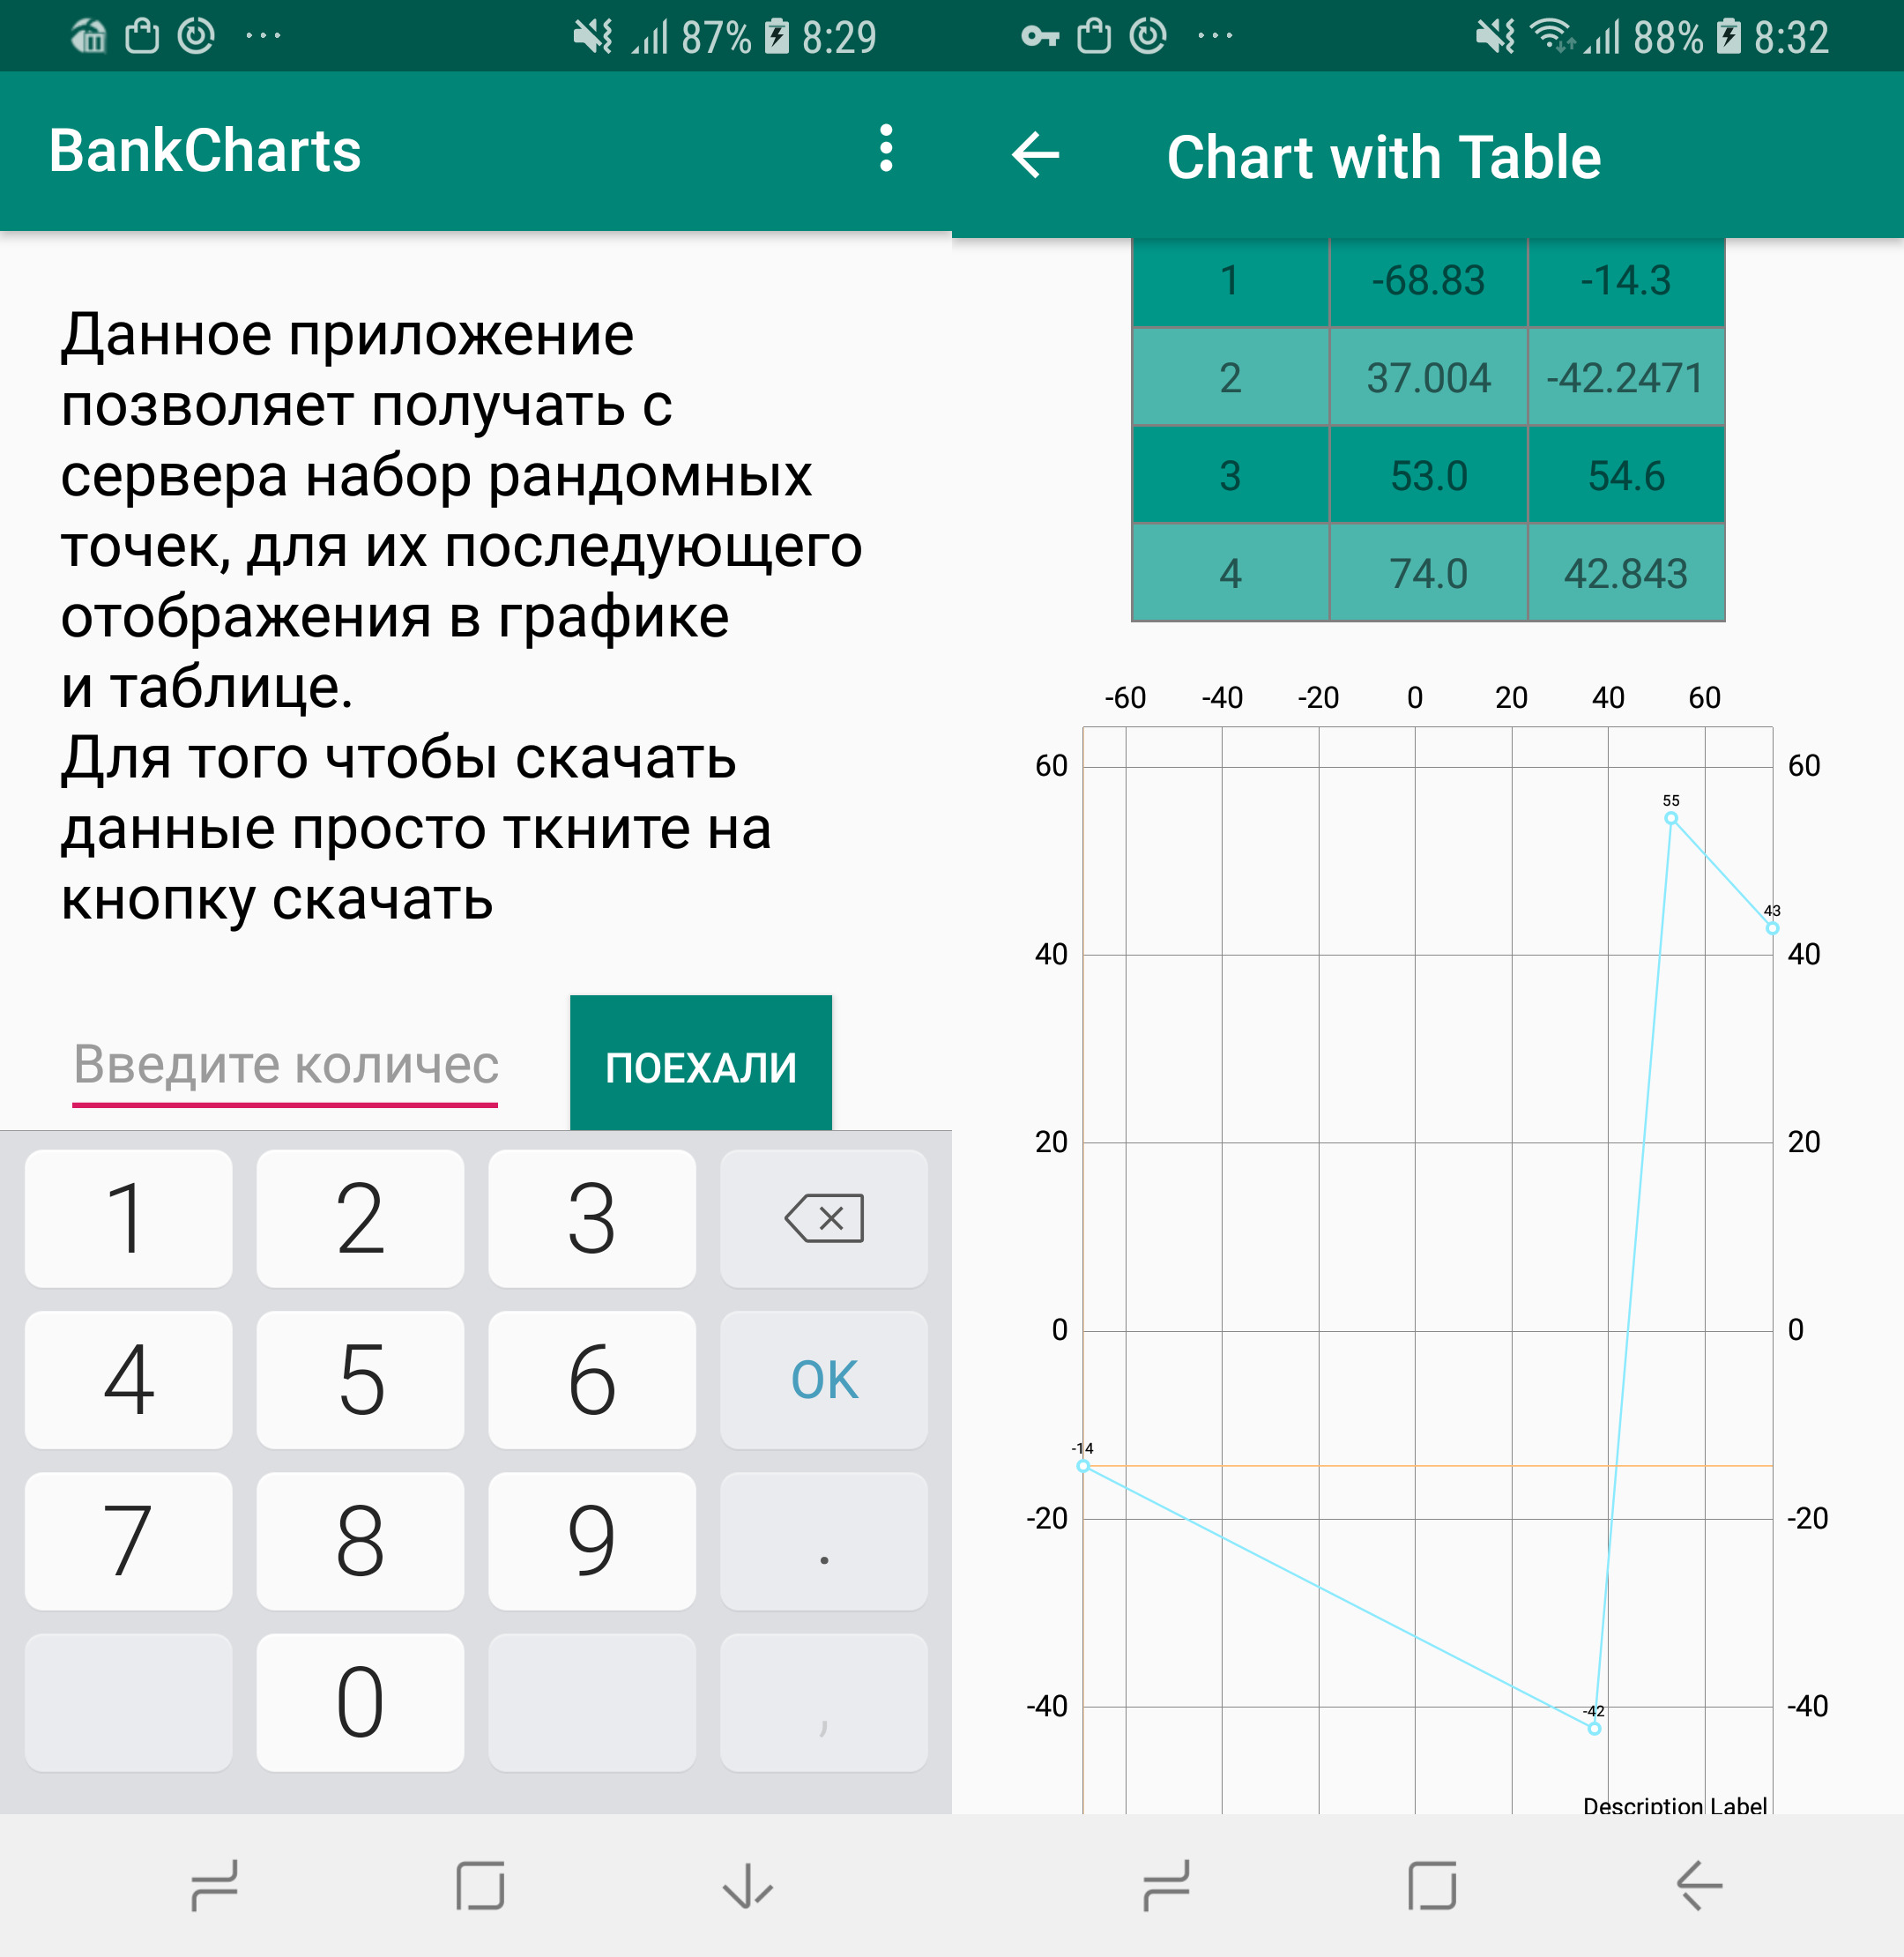 87% 8:29
BankCharts
Данное приложение
позволяет получать с
сервера набор рандомных
точек, для их последующего
отображения в графике
и таблице.
Для того чтобы скачать
данные просто ткните на
кнопку скачать
Введите количес
ПОЕХАЛИ
1 2 3
4 5 6 OK
7 8 9 .
0 ,
88% 8:32
Chart with Table
1 -68.83 -14.3
2 37.004 -42.2471
3 53.0 54.6
4 74.0 42.843
-60 -40 -20 0 20 40 60
60 60
55
43
40 40
20 20
0 0
-14
-20 -20
-40 -42 -40
Description Label